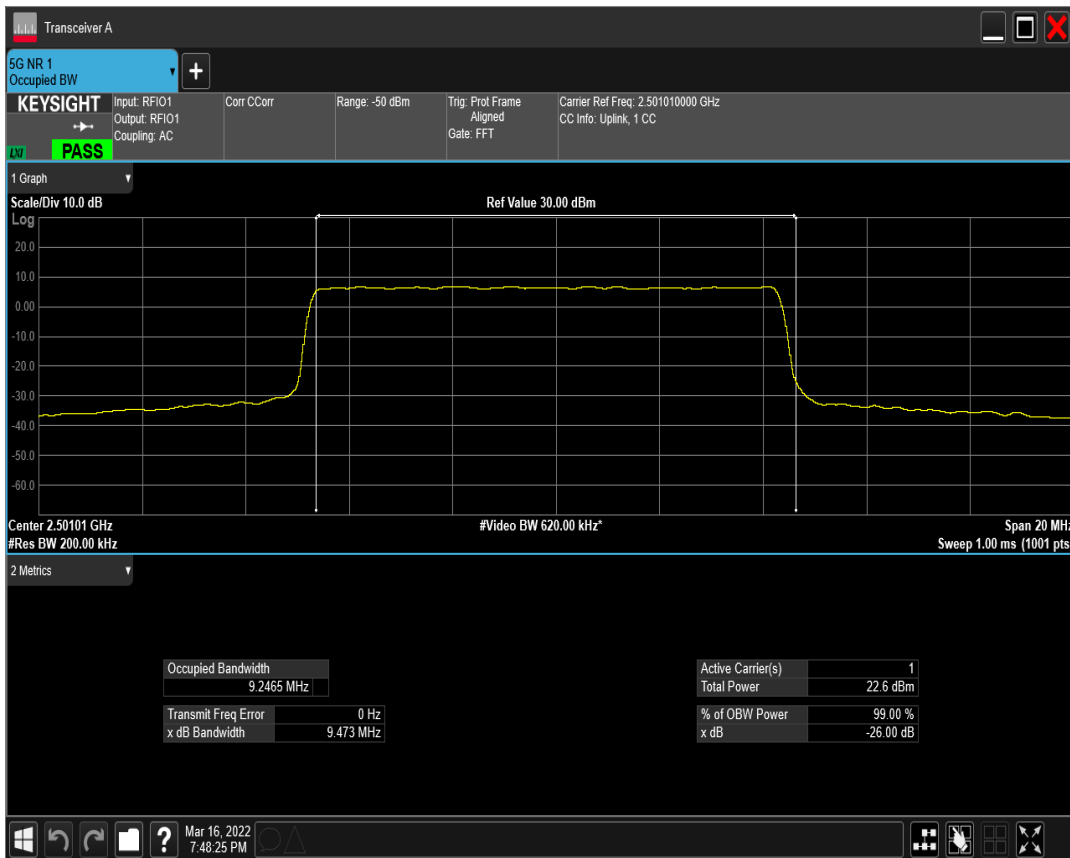 Transceiver A
5G NR 1
Occupied BW
KEYSIGHT
LXI
PASS
Input: RFIO1
Output: RFIO1
Coupling: AC
Corr CCorr
Range: -50 dBm
Trig: Prot Frame
Aligned
Gate: FFT
Carrier Ref Freq: 2.501010000 GHz
CC Info: Uplink, 1 CC
1 Graph
Scale/Div 10.0 dB
Ref Value 30.00 dBm
Log
20.0
10.0
0.00
-10.0
-20.0
-30.0
-40.0
-50.0
-60.0
Center 2.50101 GHz
#Video BW 620.00 kHz*
Span 20 MHz
#Res BW 200.00 kHz
Sweep 1.00 ms (1001 pts
2 Metrics
Occupied Bandwidth
9.2465 MHz
Transmit Freq Error 0 Hz
x dB Bandwidth 9.473 MHz
Active Carrier(s) 1
Total Power 22.6 dBm
% of OBW Power 99.00 %
x dB -26.00 dB
?
Mar 16, 2022
7:48:25 PM